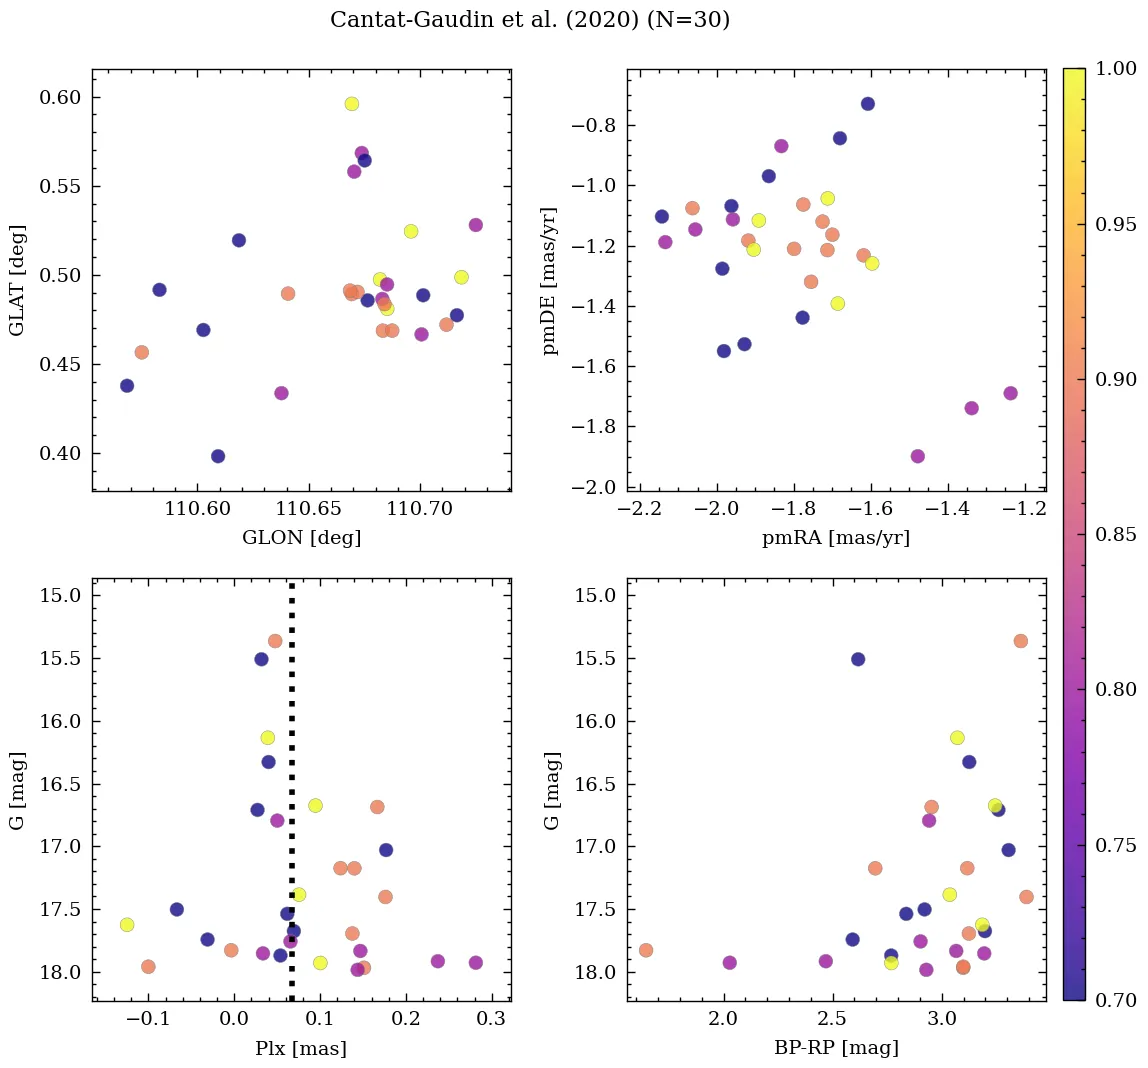 Cantat-Gaudin et al. (2020) (N=30)
0.60
0.55
0.50
0.45
0.40
GLAT [deg]
110.60 110.65 110.70
GLON [deg]
−0.8
−1.0
−1.2
−1.4
−1.6
−1.8
−2.0
pmDE [mas/yr]
−2.2 −2.0 −1.8 −1.6 −1.4 −1.2
pmRA [mas/yr]
15.0
15.5
16.0
16.5
17.0
17.5
18.0
G [mag]
−0.1 0.0 0.1 0.2 0.3
Plx [mas]
15.0
15.5
16.0
16.5
17.0
17.5
18.0
G [mag]
2.0 2.5 3.0
BP-RP [mag]
1.00
0.95
0.90
0.85
0.80
0.75
0.70